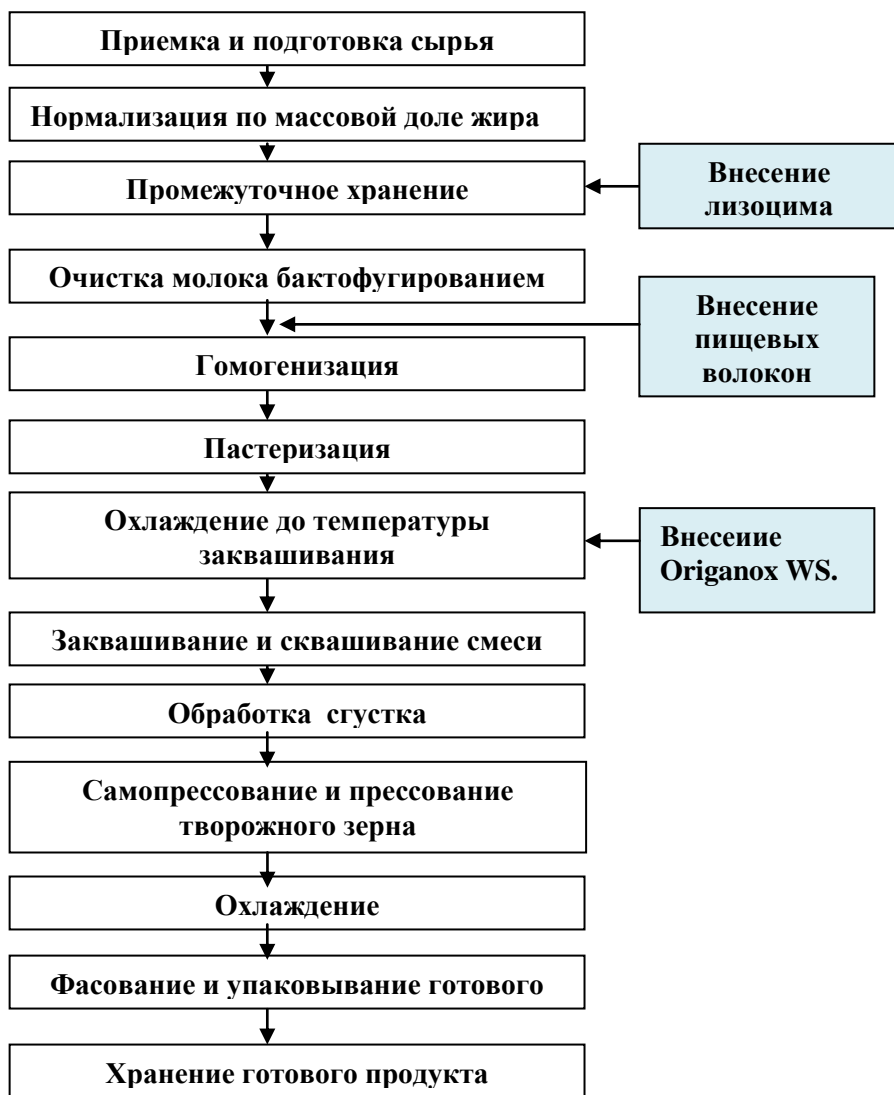 Приемка и подготовка сырья
Нормализация по массовой доле жира
Промежуточное хранение
Внесение
лизоцима
Очистка молока бактофугированием
Внесение
пищевых
волокон
Гомогенизация
Пастеризация
Охлаждение до температуры
заквашивания
Внесеиие
Origanox WS.
Заквашивание и сквашивание смеси
Обработка сгустка
Самопрессование и прессование
творожного зерна
Охлаждение
Фасование и упаковывание готового
Хранение готового продукта